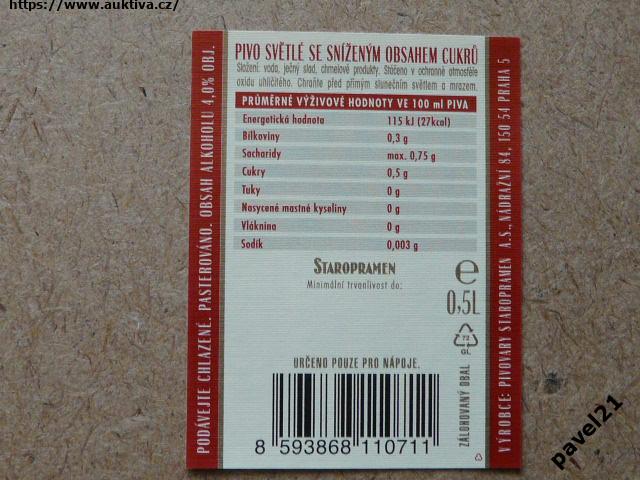 https://www.auktiva.cz/
PIVO SVĚTLÉ SE SNÍŽENÝM OBSAHEM CUKRŮ
Složení: voda, ječný slad, chmelové produkty. Stáčeno v ochranné atmosféře
oxidu uhličitého. Chraňte před přímým slunečním světlem a mrazem.
PRŮMĚRNÉ VÝŽIVOVÉ HODNOTY VE 100 ml PIVA
Energetická hodnota 115 kJ (27kcal)
Bílkoviny 0,3 g
Sacharidy max. 0,75 g
Cukry 0,5 g
Tuky 0 g
Nasycené mastné kyseliny 0 g
Vláknina 0 g
Sodík 0,003 g
STAROPRAMEN
Minimální trvanlivost do:
℮
0,5L
72
GL
ZÁLOHOVANÝ OBAL
URČENO POUZE PRO NÁPOJE.
8 593868 110711
PODÁVEJTE CHLAZENÉ. PASTEROVÁNO. OBSAH ALKOHOLU 4,0% OBJ.
VÝROBCE: PIVOVARY STAROPRAMEN A.S., NÁDRAŽNÍ 84, 150 54 PRAHA 5
pavel21